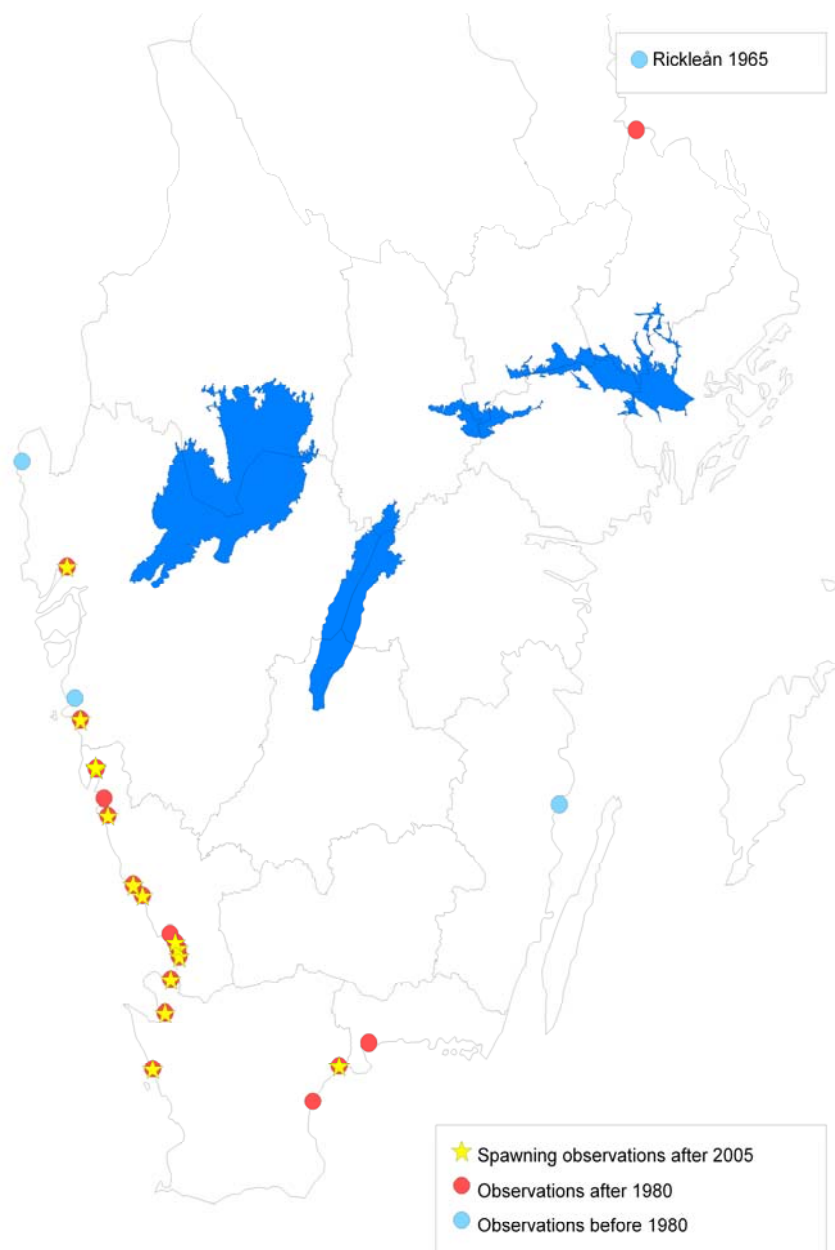 Rickleån 1965
Spawning observations after 2005
Observations after 1980
Observations before 1980